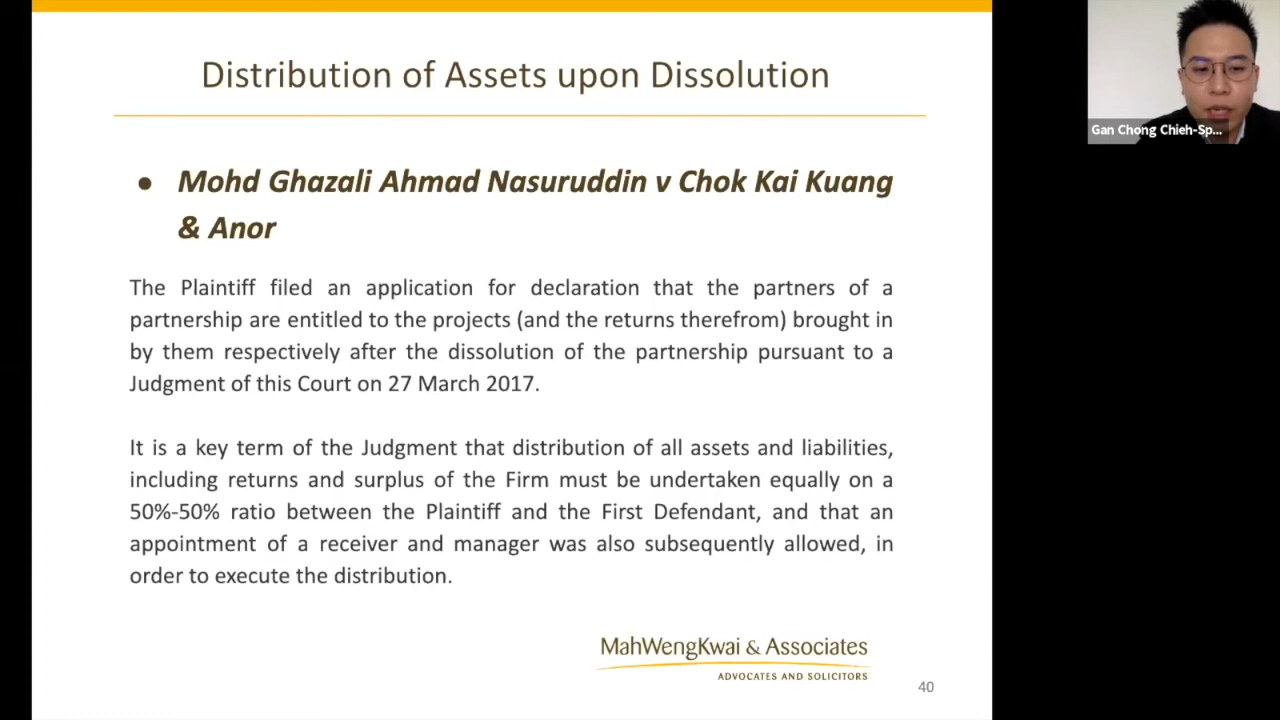 Distribution of Assets upon Dissolution
● Mohd Ghazali Ahmad Nasuruddin v Chok Kai Kuang
& Anor
The Plaintiff filed an application for declaration that the partners of a
partnership are entitled to the projects (and the returns therefrom) brought in
by them respectively after the dissolution of the partnership pursuant to a
Judgment of this Court on 27 March 2017.
It is a key term of the Judgment that distribution of all assets and liabilities,
including returns and surplus of the Firm must be undertaken equally on a
50%-50% ratio between the Plaintiff and the First Defendant, and that an
appointment of a receiver and manager was also subsequently allowed, in
order to execute the distribution.
MahWengKwai & Associates
ADVOCATES AND SOLICITORS
40
Gan Chong Chieh-Sp...